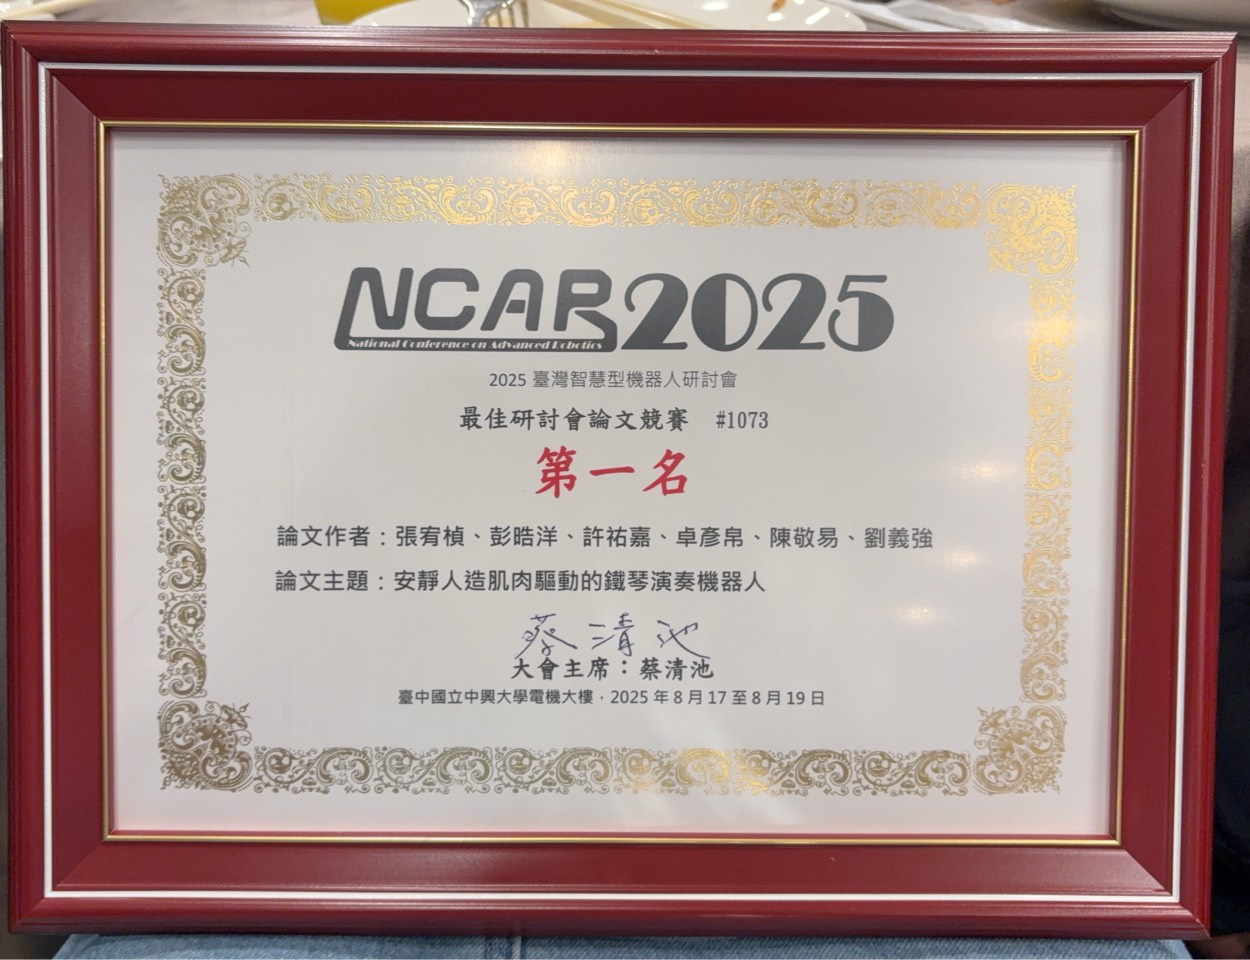 NCAR 2025
National Conference on Advanced Robotics
2025 臺灣智慧型機器人研討會
最佳研討會論文競賽 #1073
第一名
論文作者：張宥楨、彭晧洋、許祐嘉、卓彥帛、陳敬易、劉義強
論文主題：安靜人造肌肉驅動的鐵琴演奏機器人
蔡清池
大會主席：蔡清池
臺中國立中興大學電機大樓．2025 年 8 月 17 至 8 月 19 日